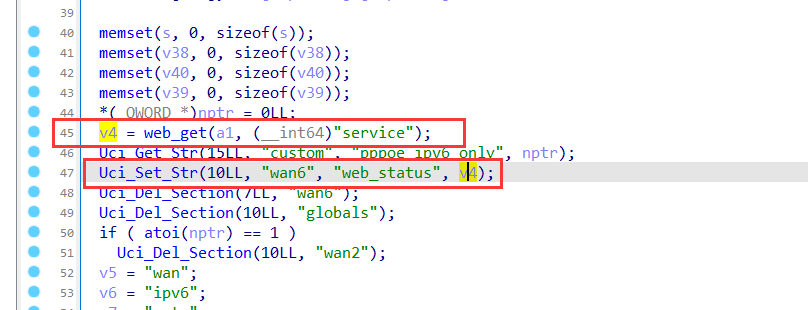 39
40 memset(s, 0, sizeof(s));
41 memset(v38, 0, sizeof(v38));
42 memset(v40, 0, sizeof(v40));
43 memset(v39, 0, sizeof(v39));
44 *(_OWORD *)nptr = 0LL;
45 v4 = web_get(a1, (__int64)"service");
46 Uci_Get_Str(15LL, "custom", "pppoe_ipv6_only", nptr);
47 Uci_Set_Str(10LL, "wan6", "web_status", v4);
48 Uci_Del_Section(7LL, "wan6");
49 Uci_Del_Section(10LL, "globals");
50 if ( atoi(nptr) == 1 )
51 Uci_Del_Section(10LL, "wan2");
52 v5 = "wan";
53 v6 = "ipv6";